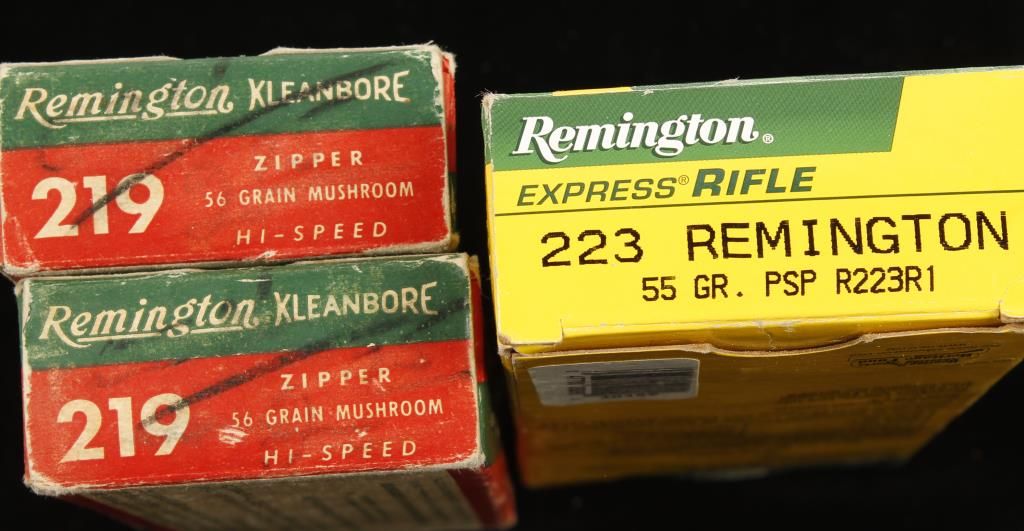 Remington KLEANBORE
219
ZIPPER
56 GRAIN MUSHROOM
HI-SPEED
Remington KLEANBORE
219
ZIPPER
56 GRAIN MUSHROOM
HI-SPEED
Remington®
EXPRESS® RIFLE
223 REMINGTON
55 GR. PSP R223R1